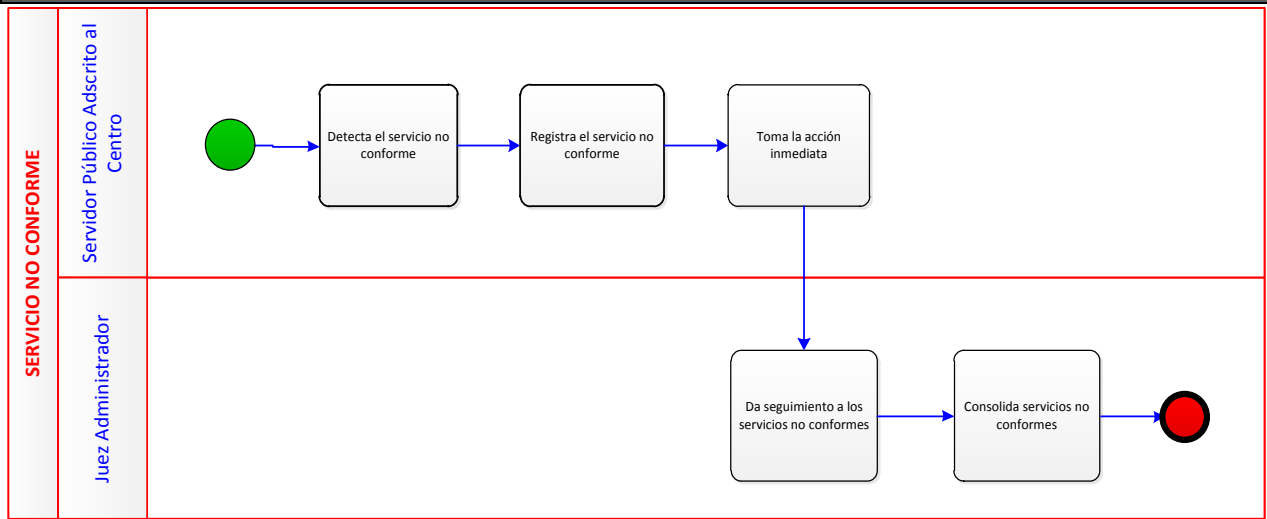 SERVICIO NO CONFORME
Servidor Público Adscrito al
Centro
Detecta el servicio no
conforme
Registra el servicio no
conforme
Toma la acción
inmediata
Juez Administrador
Da seguimiento a los
servicios no conformes
Consolida servicios no
conformes